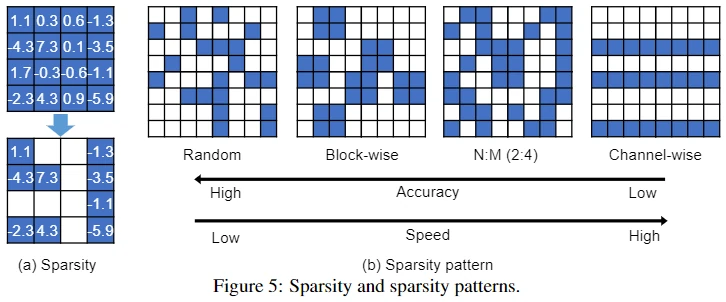 1.1 0.3 0.6 -1.3
-4.3 7.3 0.1 -3.5
1.7 -0.3 -0.6 -1.1
-2.3 4.3 0.9 -5.9
1.1 -1.3
-4.3 7.3 -3.5
-1.1
-2.3 4.3 -5.9
(a) Sparsity
Random Block-wise N:M (2:4) Channel-wise
High Accuracy Low
Low Speed High
(b) Sparsity pattern
Figure 5: Sparsity and sparsity patterns.